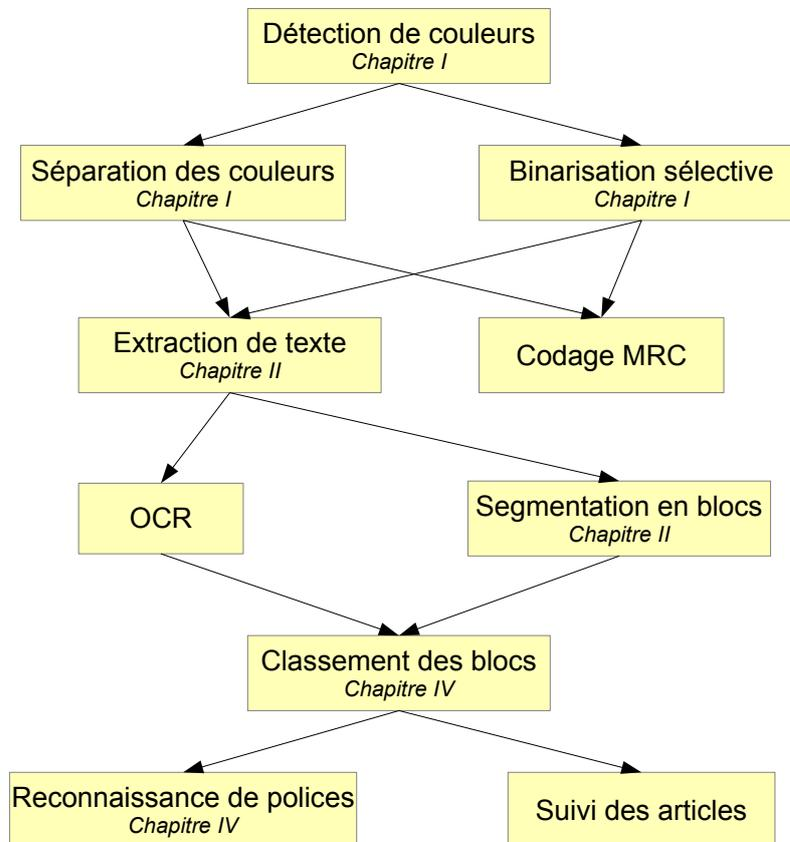 Détection de couleurs
Chapitre I
Séparation des couleurs
Chapitre I
Binarisation sélective
Chapitre I
Extraction de texte
Chapitre II
Codage MRC
OCR
Segmentation en blocs
Chapitre II
Classement des blocs
Chapitre IV
Reconnaissance de polices
Chapitre IV
Suivi des articles